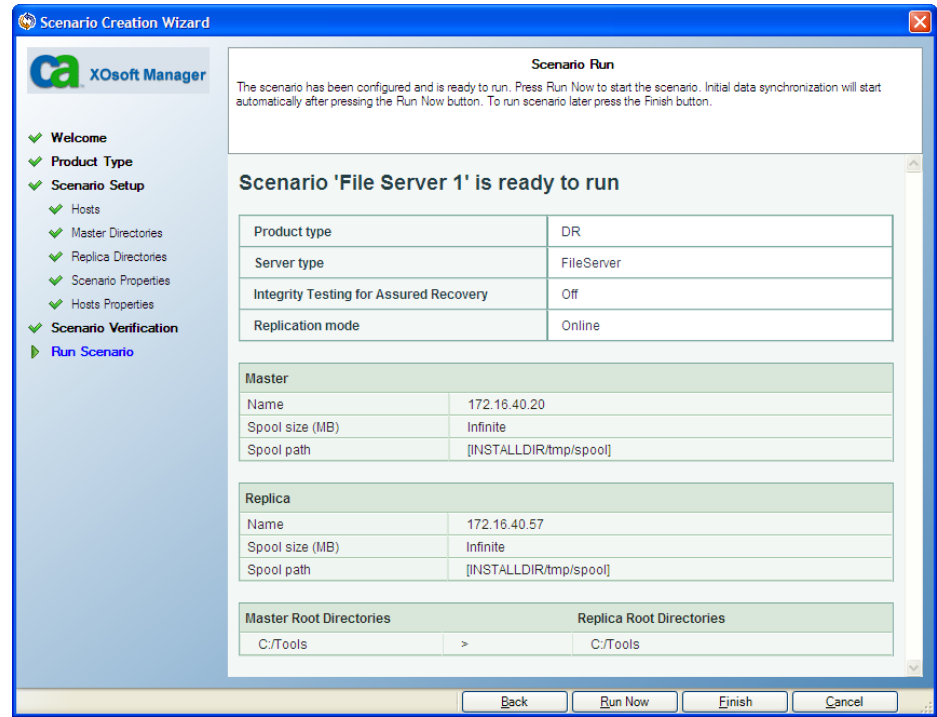 Scenario Creation Wizard
ca XOsoft Manager
Welcome
Product Type
Scenario Setup
Hosts
Master Directories
Replica Directories
Scenario Properties
Hosts Properties
Scenario Verification
Run Scenario
Scenario Run
The scenario has been configured and is ready to run. Press Run Now to start the scenario. Initial data synchronization will start
automatically after pressing the Run Now button. To run scenario later press the Finish button.
Scenario 'File Server 1' is ready to run
Product type DR
Server type FileServer
Integrity Testing for Assured Recovery Off
Replication mode Online
Master
Name 172.16.40.20
Spool size (MB) Infinite
Spool path [INSTALLDIR/tmp/spool]
Replica
Name 172.16.40.57
Spool size (MB) Infinite
Spool path [INSTALLDIR/tmp/spool]
Master Root Directories Replica Root Directories
C:/Tools > C:/Tools
Back Run Now Finish Cancel